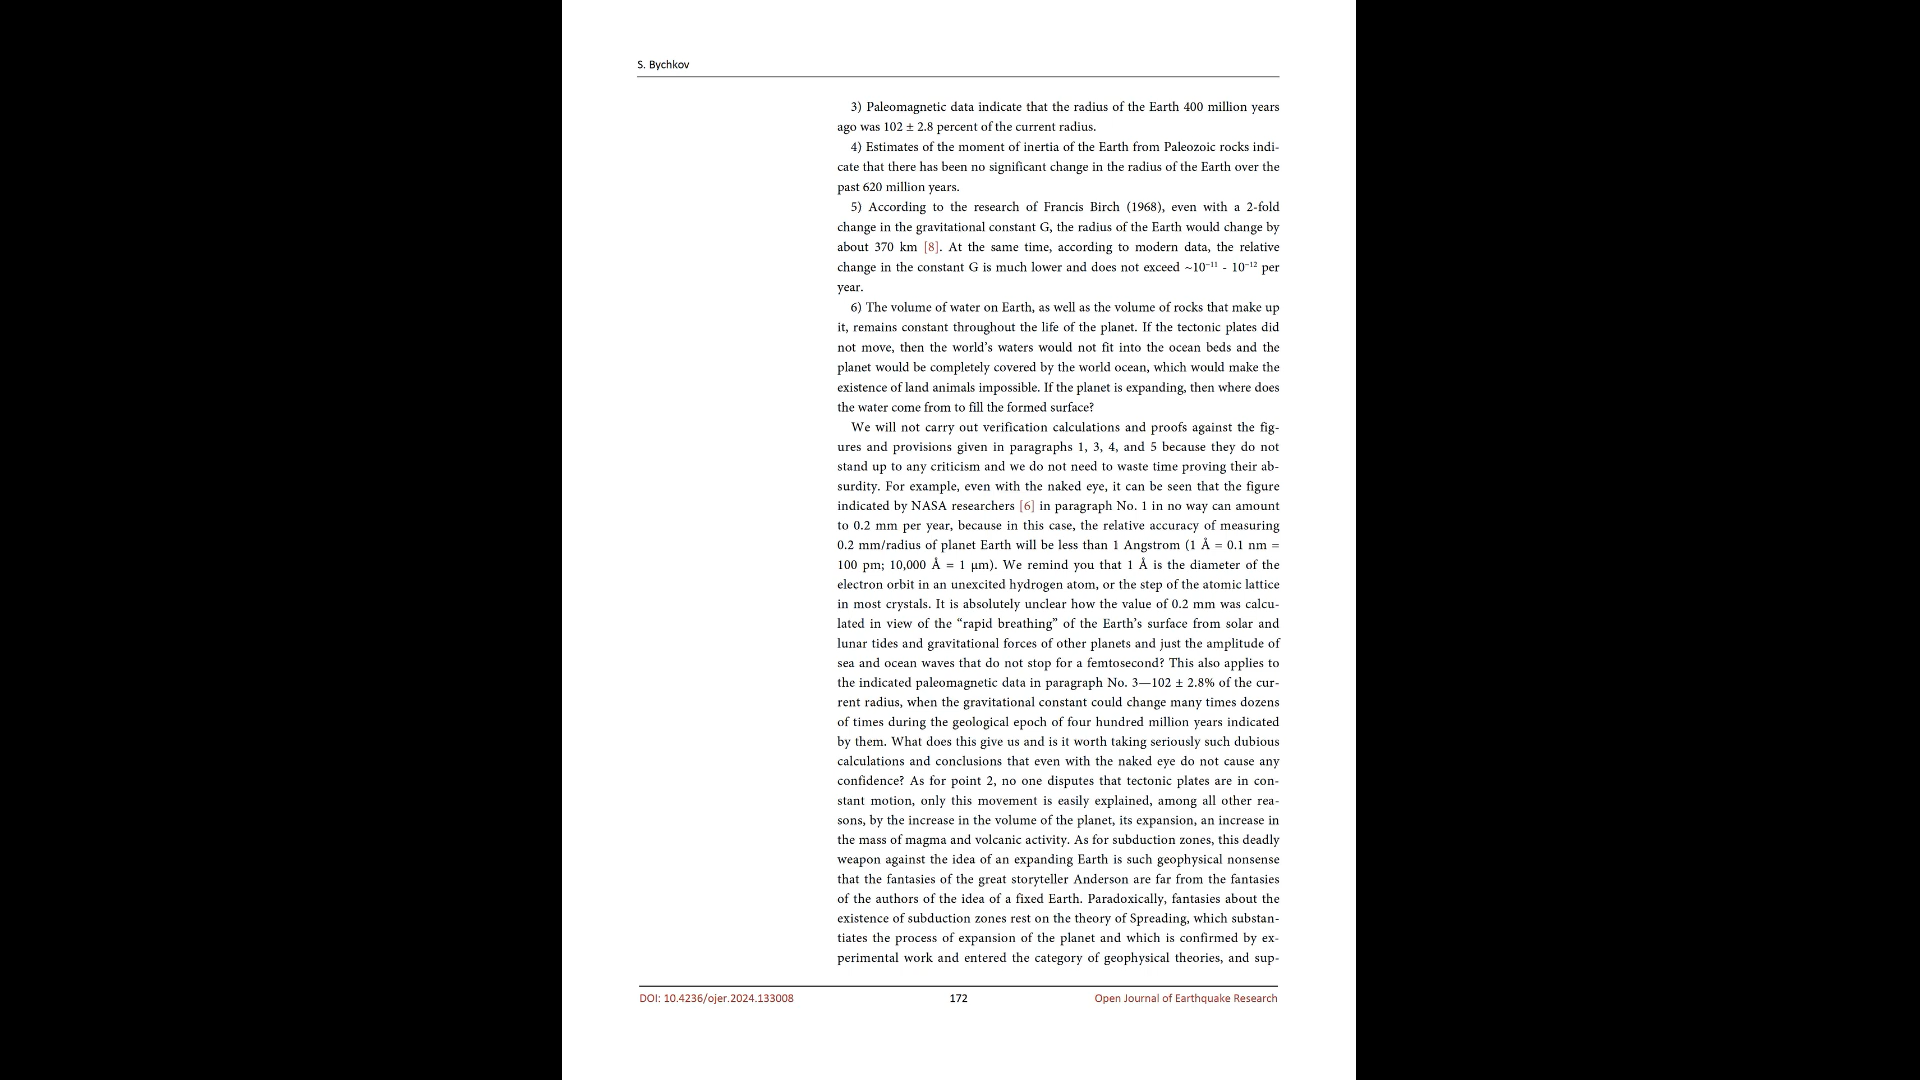 S. Bychkov
3) Paleomagnetic data indicate that the radius of the Earth 400 million years
ago was 102 ± 2.8 percent of the current radius.
4) Estimates of the moment of inertia of the Earth from Paleozoic rocks indi-
cate that there has been no significant change in the radius of the Earth over the
past 620 million years.
5) According to the research of Francis Birch (1968), even with a 2-fold
change in the gravitational constant G, the radius of the Earth would change by
about 370 km [8]. At the same time, according to modern data, the relative
change in the constant G is much lower and does not exceed ~10⁻¹¹ - 10⁻¹² per
year.
6) The volume of water on Earth, as well as the volume of rocks that make up
it, remains constant throughout the life of the planet. If the tectonic plates did
not move, then the world’s waters would not fit into the ocean beds and the
planet would be completely covered by the world ocean, which would make the
existence of land animals impossible. If the planet is expanding, then where does
the water come from to fill the formed surface?
We will not carry out verification calculations and proofs against the fig-
ures and provisions given in paragraphs 1, 3, 4, and 5 because they do not
stand up to any criticism and we do not need to waste time proving their ab-
surdity. For example, even with the naked eye, it can be seen that the figure
indicated by NASA researchers [6] in paragraph No. 1 in no way can amount
to 0.2 mm per year, because in this case, the relative accuracy of measuring
0.2 mm/radius of planet Earth will be less than 1 Angstrom (1 Å = 0.1 nm =
100 pm; 10,000 Å = 1 μm). We remind you that 1 Å is the diameter of the
electron orbit in an unexcited hydrogen atom, or the step of the atomic lattice
in most crystals. It is absolutely unclear how the value of 0.2 mm was calcu-
lated in view of the “rapid breathing” of the Earth’s surface from solar and
lunar tides and gravitational forces of other planets and just the amplitude of
sea and ocean waves that do not stop for a femtosecond? This also applies to
the indicated paleomagnetic data in paragraph No. 3—102 ± 2.8% of the cur-
rent radius, when the gravitational constant could change many times dozens
of times during the geological epoch of four hundred million years indicated
by them. What does this give us and is it worth taking seriously such dubious
calculations and conclusions that even with the naked eye do not cause any
confidence? As for point 2, no one disputes that tectonic plates are in con-
stant motion, only this movement is easily explained, among all other rea-
sons, by the increase in the volume of the planet, its expansion, an increase in
the mass of magma and volcanic activity. As for subduction zones, this deadly
weapon against the idea of an expanding Earth is such geophysical nonsense
that the fantasies of the great storyteller Anderson are far from the fantasies
of the authors of the idea of a fixed Earth. Paradoxically, fantasies about the
existence of subduction zones rest on the theory of Spreading, which substan-
tiates the process of expansion of the planet and which is confirmed by ex-
perimental work and entered the category of geophysical theories, and sup-
DOI: 10.4236/ojer.2024.133008
172
Open Journal of Earthquake Research